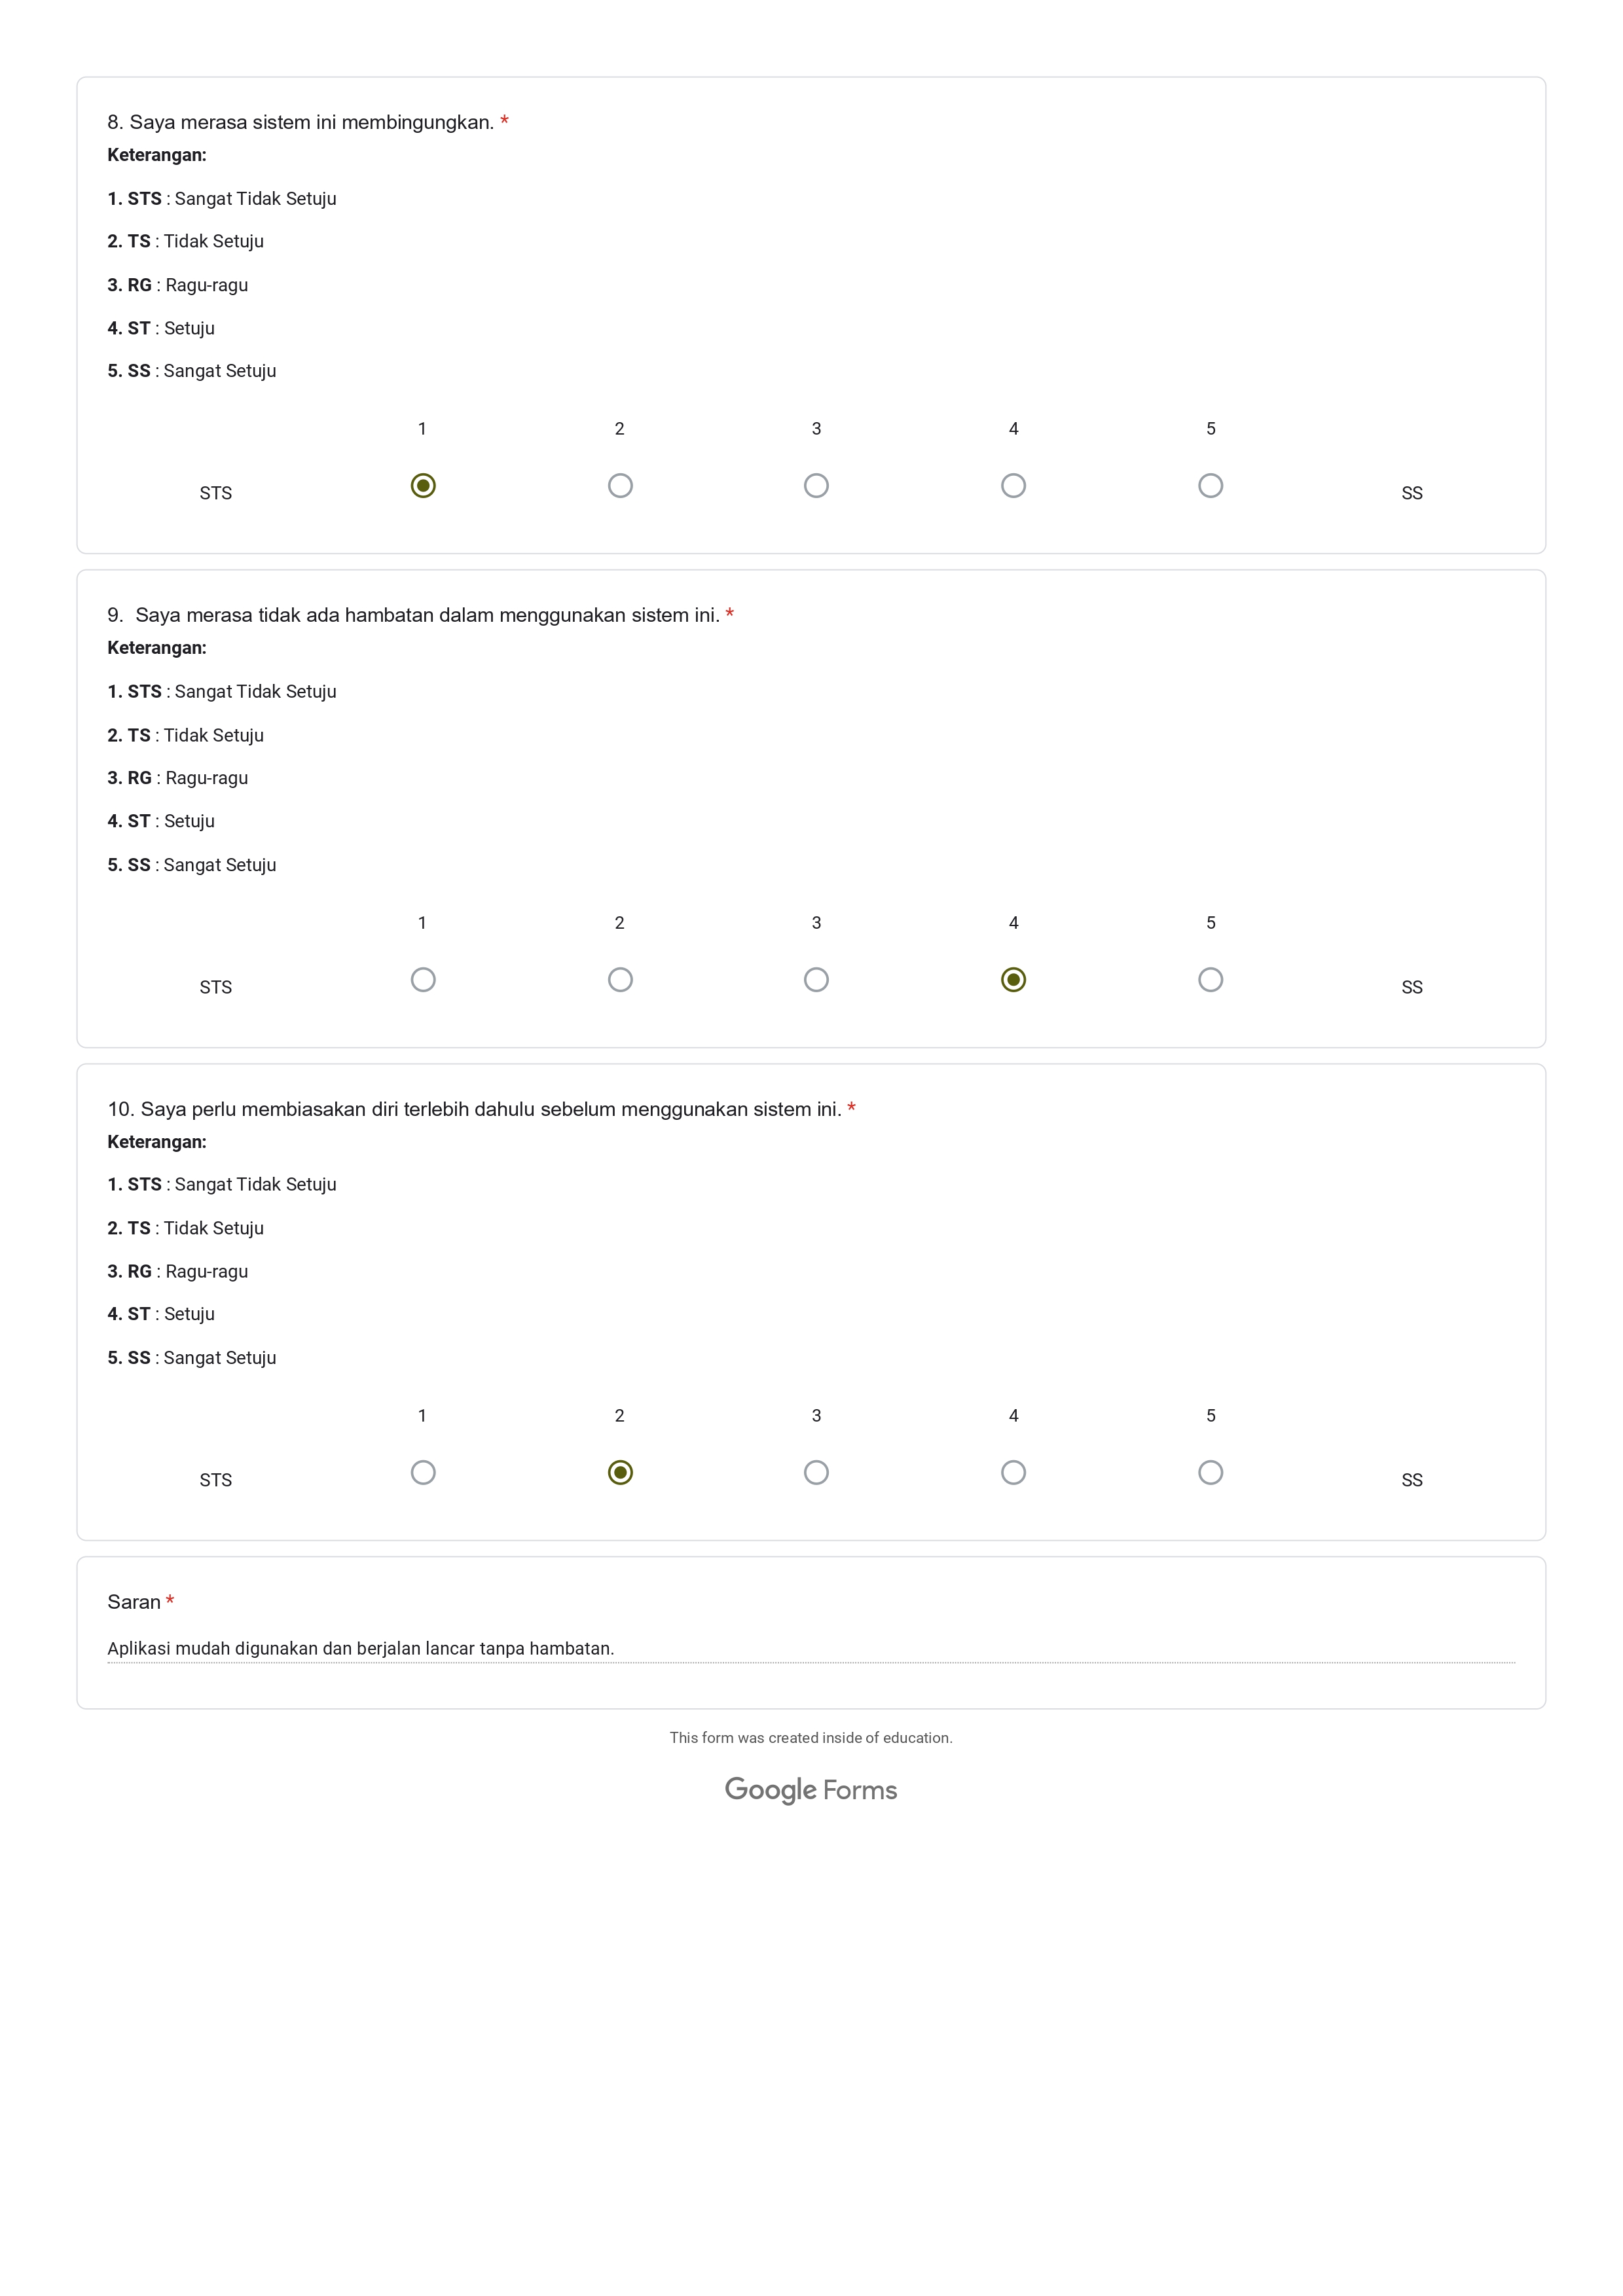 8. Saya merasa sistem ini membingungkan. *
Keterangan:
1. STS : Sangat Tidak Setuju
2. TS : Tidak Setuju
3. RG : Ragu-ragu
4. ST : Setuju
5. SS : Sangat Setuju
1 2 3 4 5
STS SS
9.  Saya merasa tidak ada hambatan dalam menggunakan sistem ini. *
Keterangan:
1. STS : Sangat Tidak Setuju
2. TS : Tidak Setuju
3. RG : Ragu-ragu
4. ST : Setuju
5. SS : Sangat Setuju
1 2 3 4 5
STS SS
10. Saya perlu membiasakan diri terlebih dahulu sebelum menggunakan sistem ini. *
Keterangan:
1. STS : Sangat Tidak Setuju
2. TS : Tidak Setuju
3. RG : Ragu-ragu
4. ST : Setuju
5. SS : Sangat Setuju
1 2 3 4 5
STS SS
Saran *
Aplikasi mudah digunakan dan berjalan lancar tanpa hambatan.
This form was created inside of education.
Google Forms